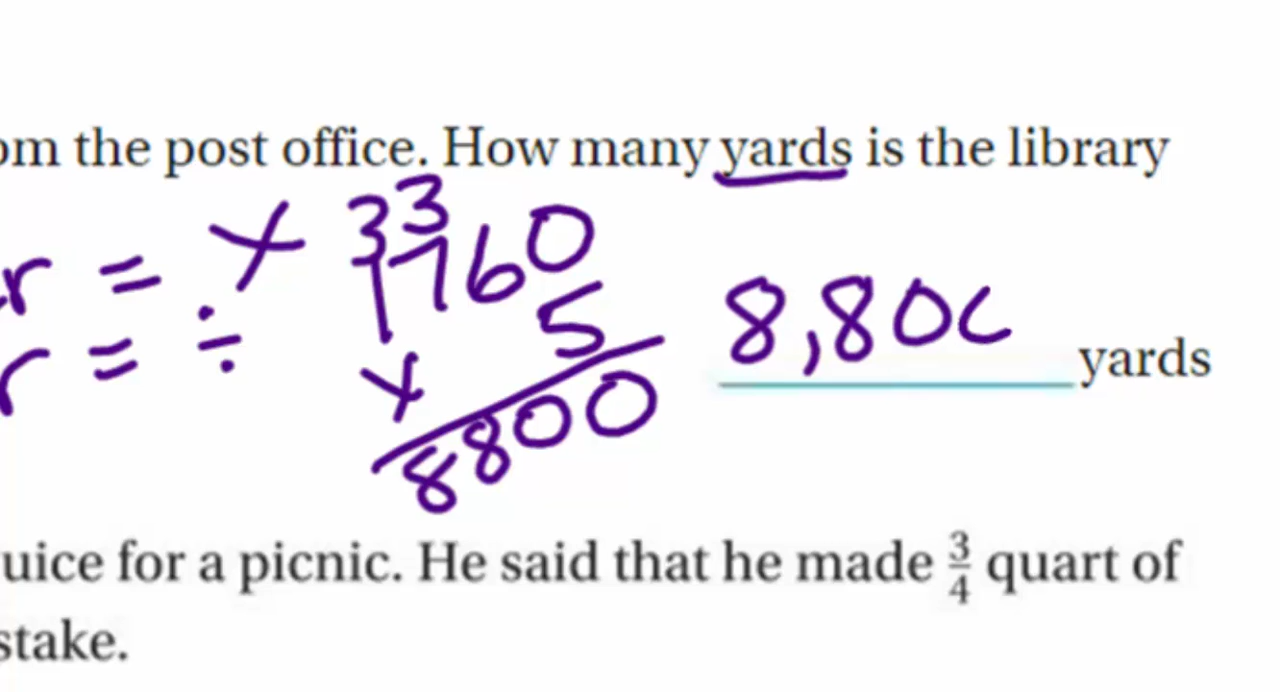 om the post office. How many yards is the library
r = × 33
1760
r = ÷ 5
8,800 yards
×
8800
uice for a picnic. He said that he made 3/4 quart of
stake.